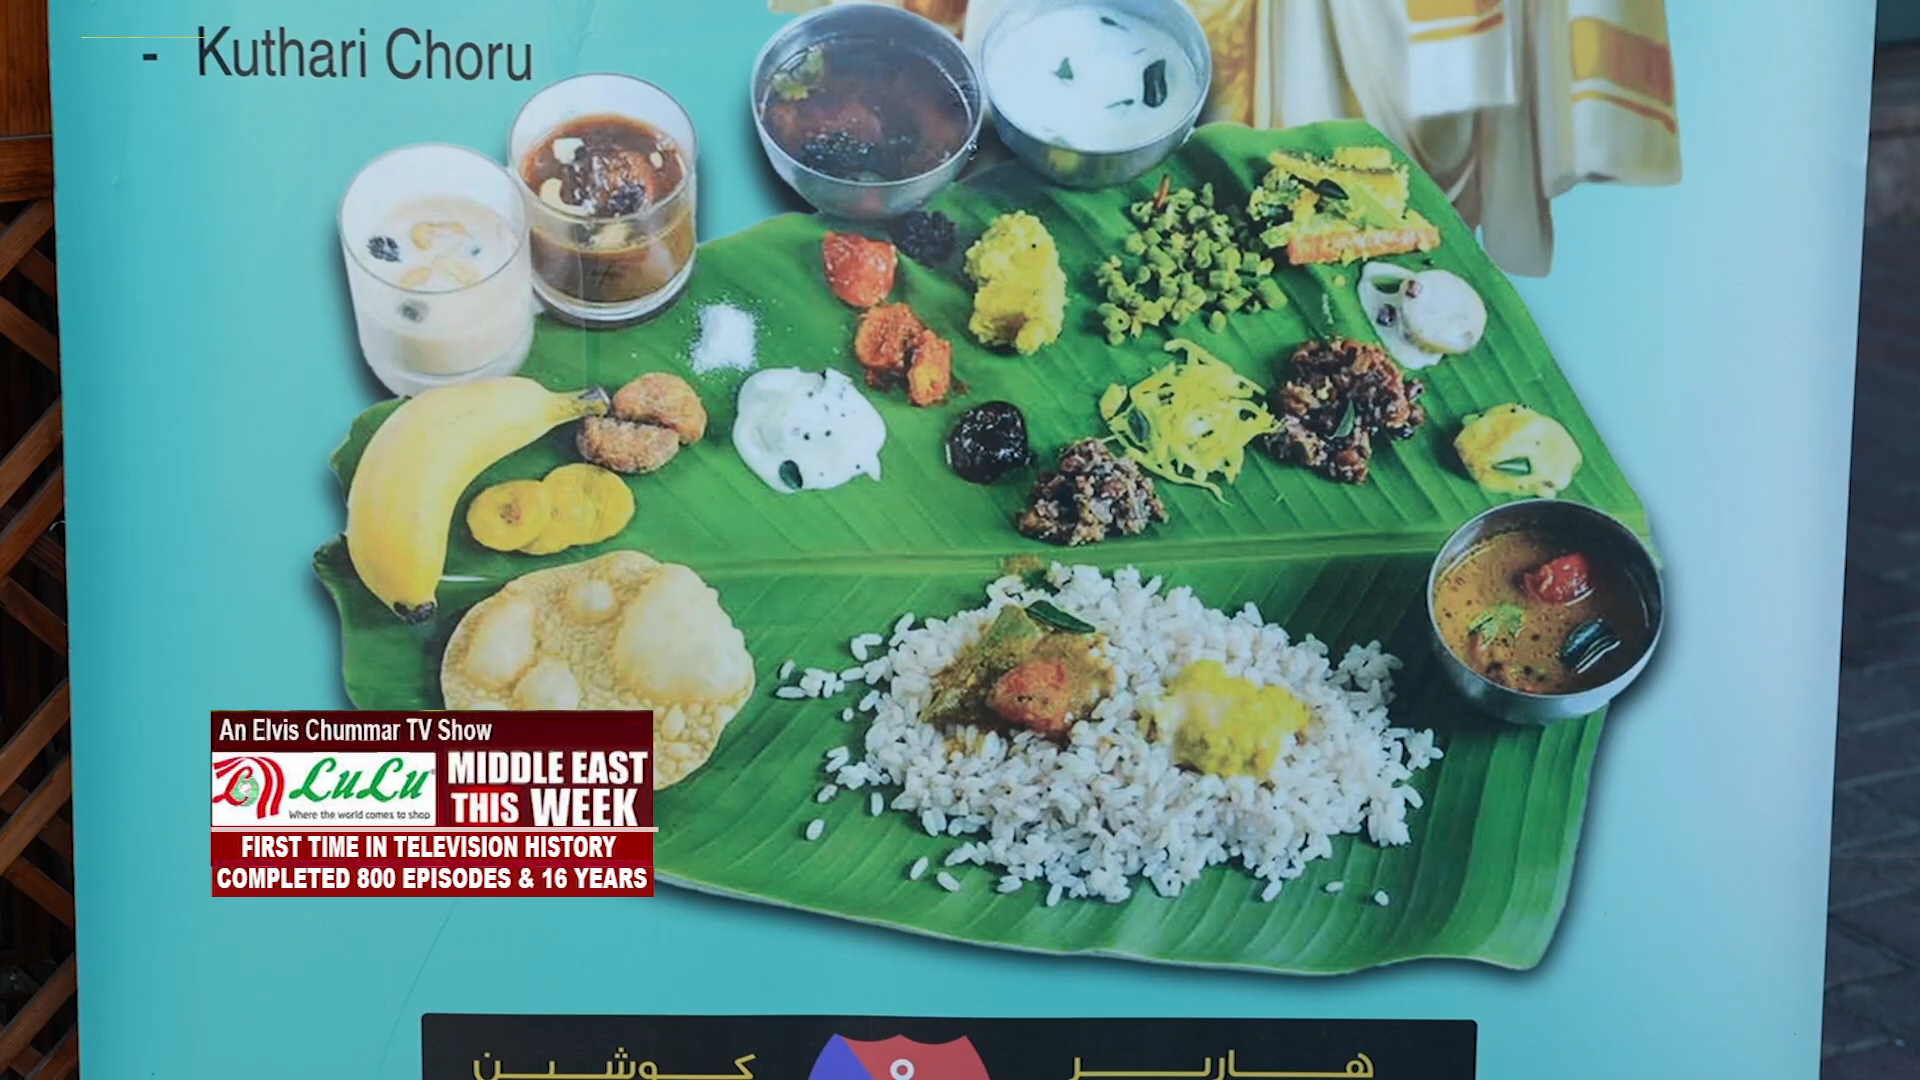 - Kuthari Choru
An Elvis Chummar TV Show
LuLu
Where the world comes to shop
MIDDLE EAST
THIS WEEK
FIRST TIME IN TELEVISION HISTORY
COMPLETED 800 EPISODES & 16 YEARS
هاربر كوشين